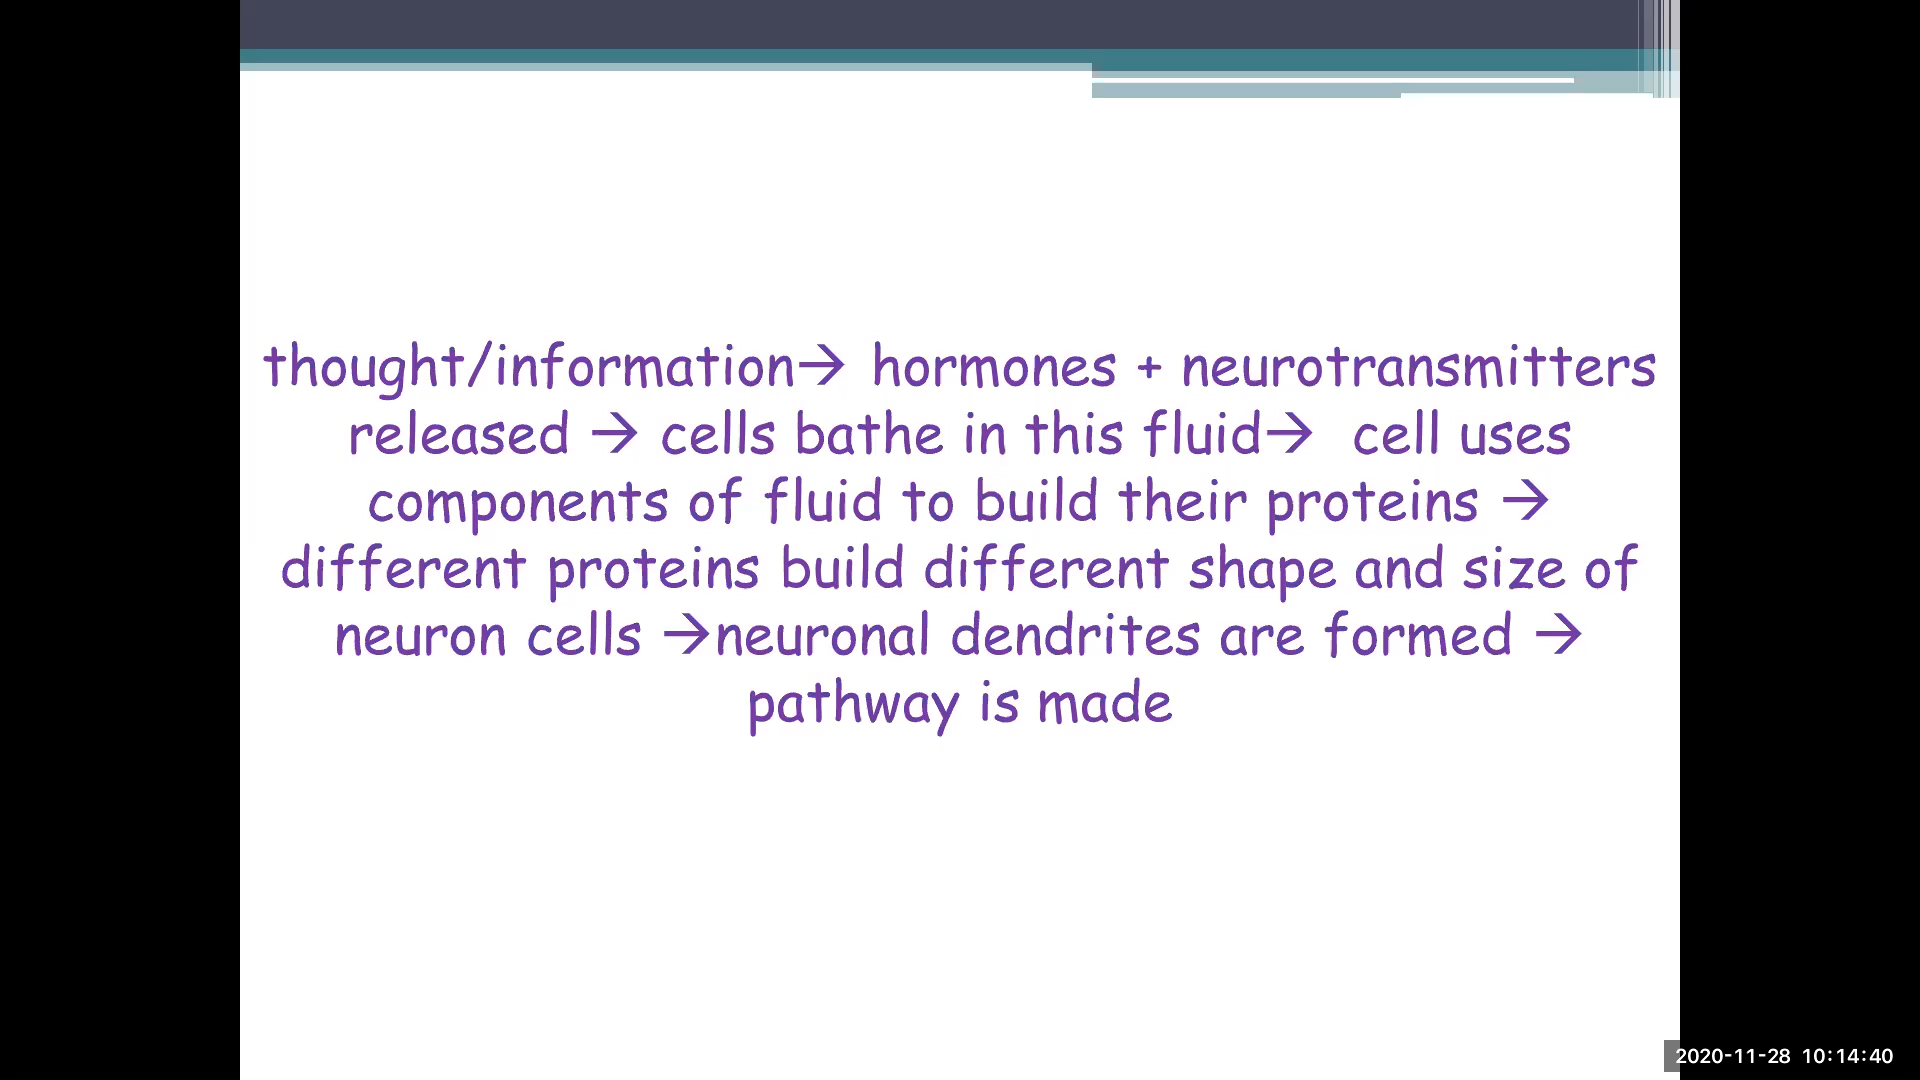 thought/information→ hormones + neurotransmitters
released → cells bathe in this fluid→ cell uses
components of fluid to build their proteins →
different proteins build different shape and size of
neuron cells →neuronal dendrites are formed →
pathway is made
2020-11-28 10:14:40